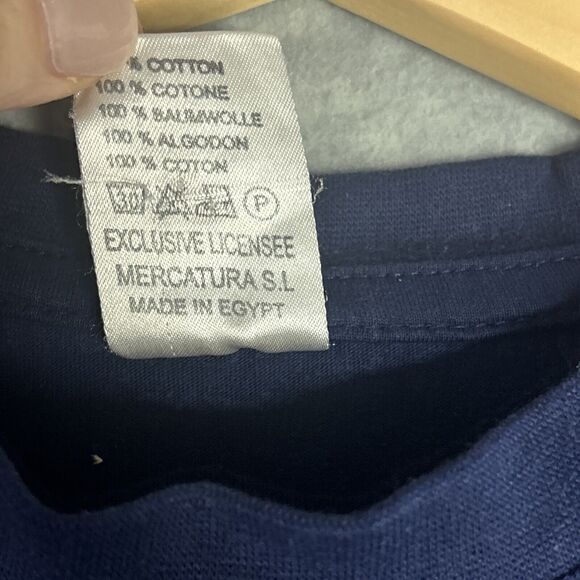 % COTTON
100 % COTONE
100 % BAUMWOLLE
100 % ALGODON
100 % COTON
30 P
EXCLUSIVE LICENSEE
MERCATURA S.L
MADE IN EGYPT